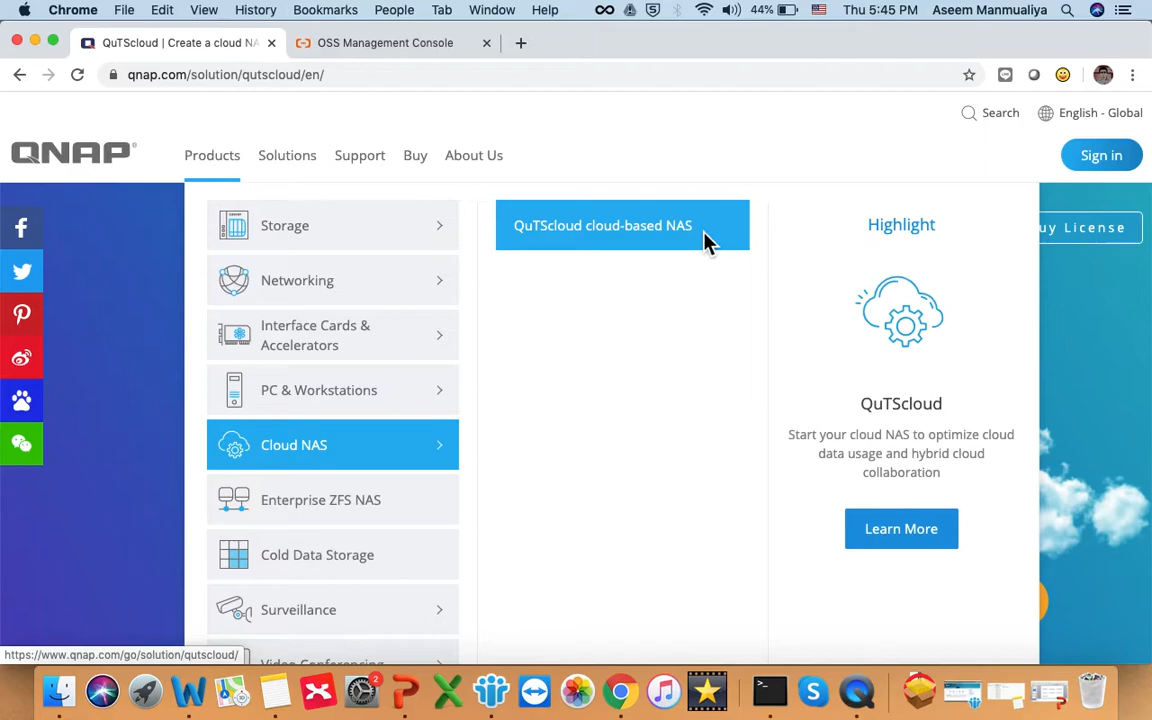 Chrome File Edit View History Bookmarks People Tab Window Help 44% Thu 5:45 PM Aseem Manmualiya
QuTScloud | Create a cloud NA
OSS Management Console
qnap.com/solution/qutscloud/en/
Search English - Global
QNAP
Products Solutions Support Buy About Us Sign in
Storage
QuTScloud cloud-based NAS
Highlight
uy License
Networking
Interface Cards &
Accelerators
PC & Workstations
QuTScloud
Cloud NAS
Start your cloud NAS to optimize cloud
data usage and hybrid cloud
collaboration
Enterprise ZFS NAS
Learn More
Cold Data Storage
Surveillance
Video Conferencing
https://www.qnap.com/go/solution/qutscloud/
2